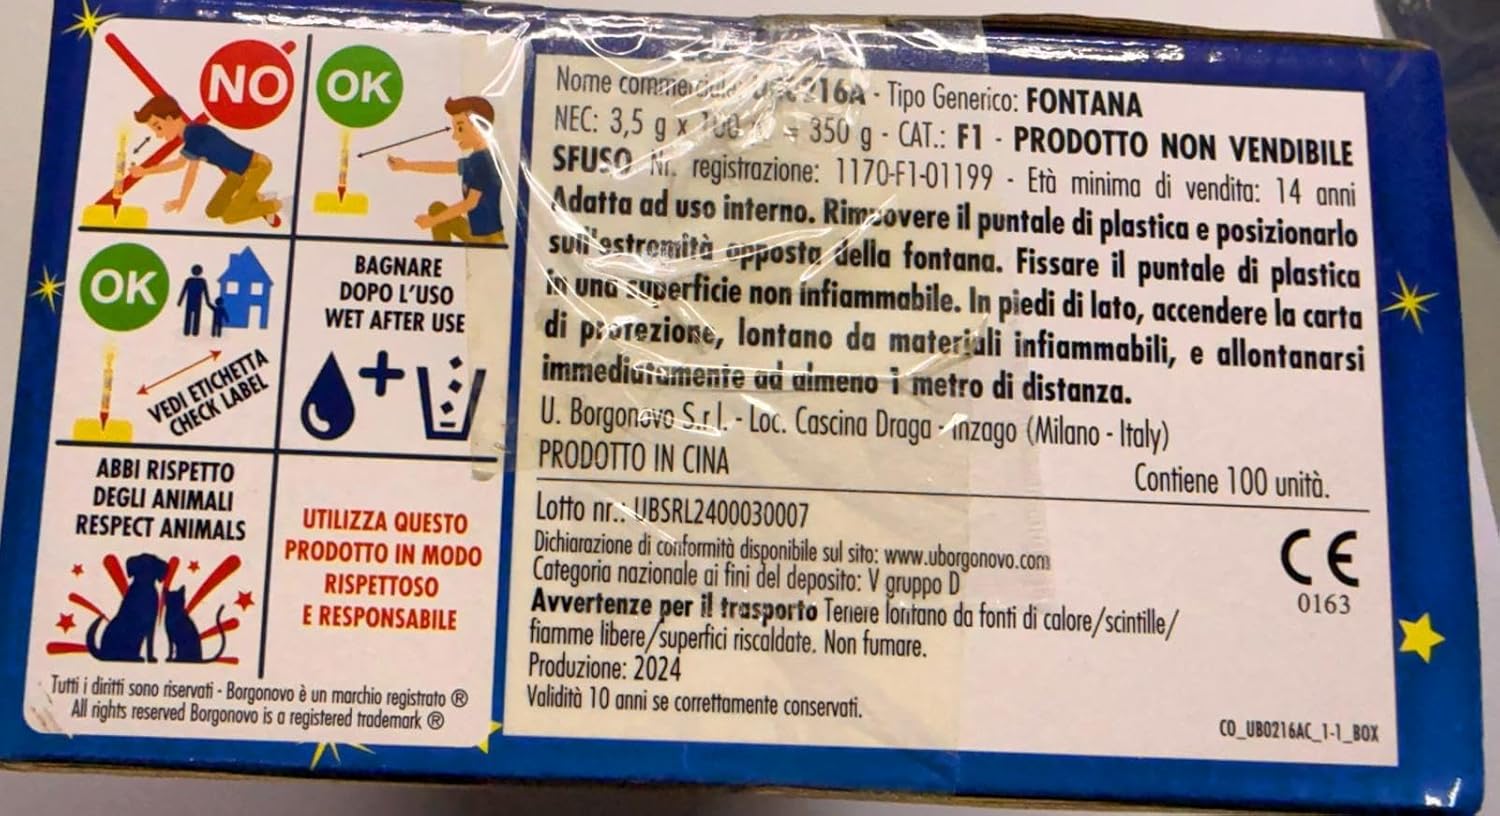 NO
OK
OK
VEDI ETICHETTA
CHECK LABEL
BAGNARE
DOPO L'USO
WET AFTER USE
ABBI RISPETTO
DEGLI ANIMALI
RESPECT ANIMALS
UTILIZZA QUESTO
PRODOTTO IN MODO
RISPETTOSO
E RESPONSABILE
Tutti i diritti sono riservati - Borgonovo è un marchio registrato ®
All rights reserved Borgonovo is a registered trademark ®
Nome commerciale: - Tipo Generico: FONTANA
NEC: 3,5 g x 100 = 350 g - CAT.: F1 - PRODOTTO NON VENDIBILE
SFUSO Nr. registrazione: 1170-F1-01199 - Età minima di vendita: 14 anni
Adatta ad uso interno. Rimuovere il puntale di plastica e posizionarlo
sull'estremità opposta della fontana. Fissare il puntale di plastica
in una superficie non infiammabile. In piedi di lato, accendere la carta
di protezione, lontano da materiali infiammabili, e allontanarsi
immediatamente ad almeno 1 metro di distanza.
U. Borgonovo S.r.l. - Loc. Cascina Draga - Inzago (Milano - Italy)
PRODOTTO IN CINA
Contiene 100 unità.
Lotto nr.: UBSRL2400030007
Dichiarazione di conformità disponibile sul sito: www.uborgonovo.com
Categoria nazionale ai fini del deposito: V gruppo D
Avvertenze per il trasporto Tenere lontano da fonti di calore/scintille/
fiamme libere/superfici riscaldate. Non fumare.
Produzione: 2024
Validità 10 anni se correttamente conservati.
CE
0163
CO_UB0216AC_1-1_BOX